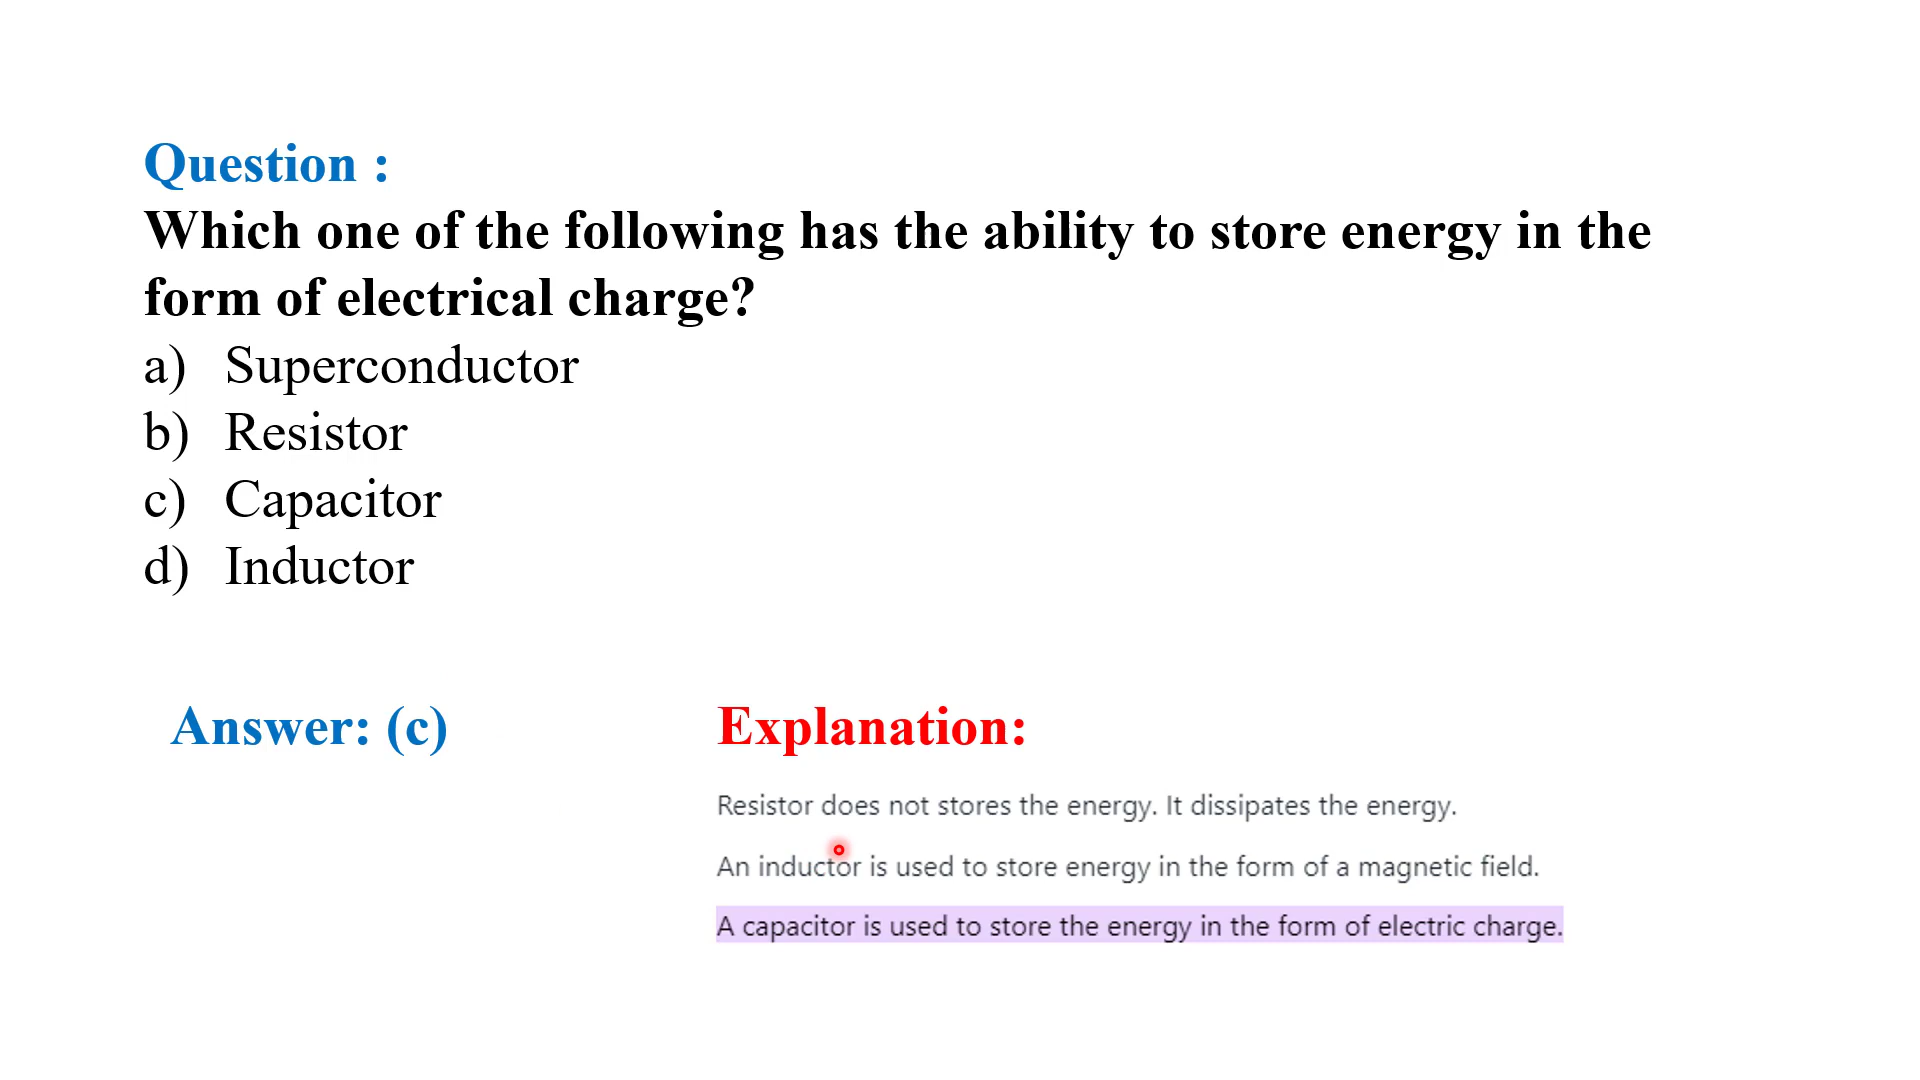 Question :
Which one of the following has the ability to store energy in the
form of electrical charge?
a) Superconductor
b) Resistor
c) Capacitor
d) Inductor
Answer: (c)
Explanation:
Resistor does not stores the energy. It dissipates the energy.
An inductor is used to store energy in the form of a magnetic field.
A capacitor is used to store the energy in the form of electric charge.